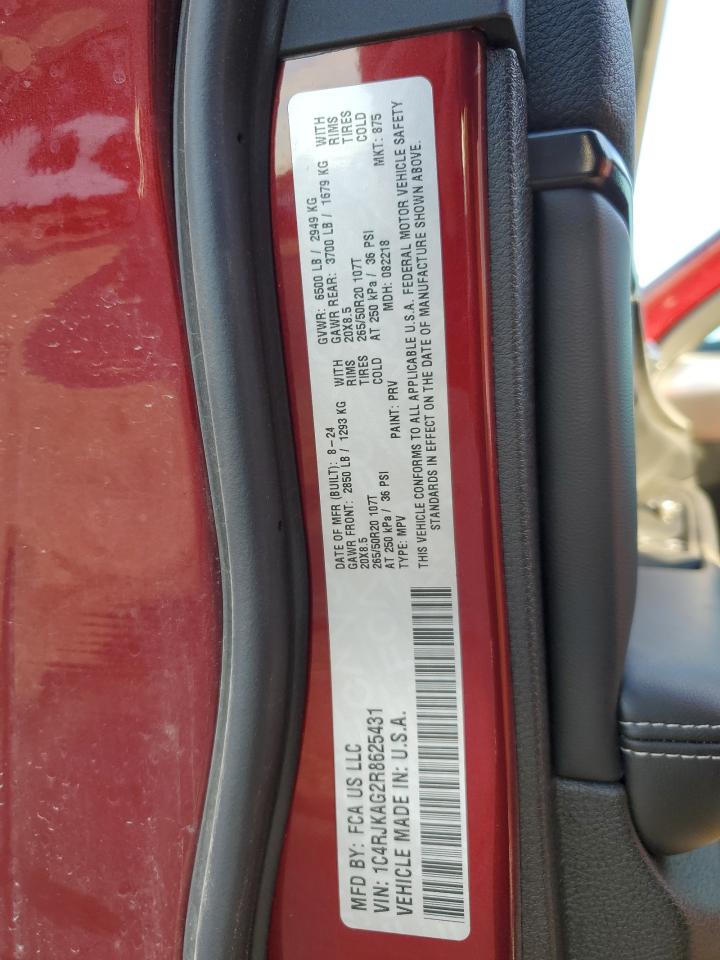 MFD BY: FCA US LLC
VIN: 1C4RJKAG2R8625431
VEHICLE MADE IN: U.S.A.
DATE OF MFR (BUILT): 8-24 GVWR: 6500 LB / 2949 KG
GAWR FRONT: 2850 LB / 1293 KG WITH GAWR REAR: 3700 LB / 1679 KG WITH
20X8.5 RIMS 20X8.5 RIMS
265/50R20 107T TIRES 265/50R20 107T TIRES
AT 250 kPa / 36 PSI COLD AT 250 kPa / 36 PSI COLD
TYPE: MPV PAINT: PRV MDH: 082218 MKT: 875
THIS VEHICLE CONFORMS TO ALL APPLICABLE U.S.A. FEDERAL MOTOR VEHICLE SAFETY
STANDARDS IN EFFECT ON THE DATE OF MANUFACTURE SHOWN ABOVE.